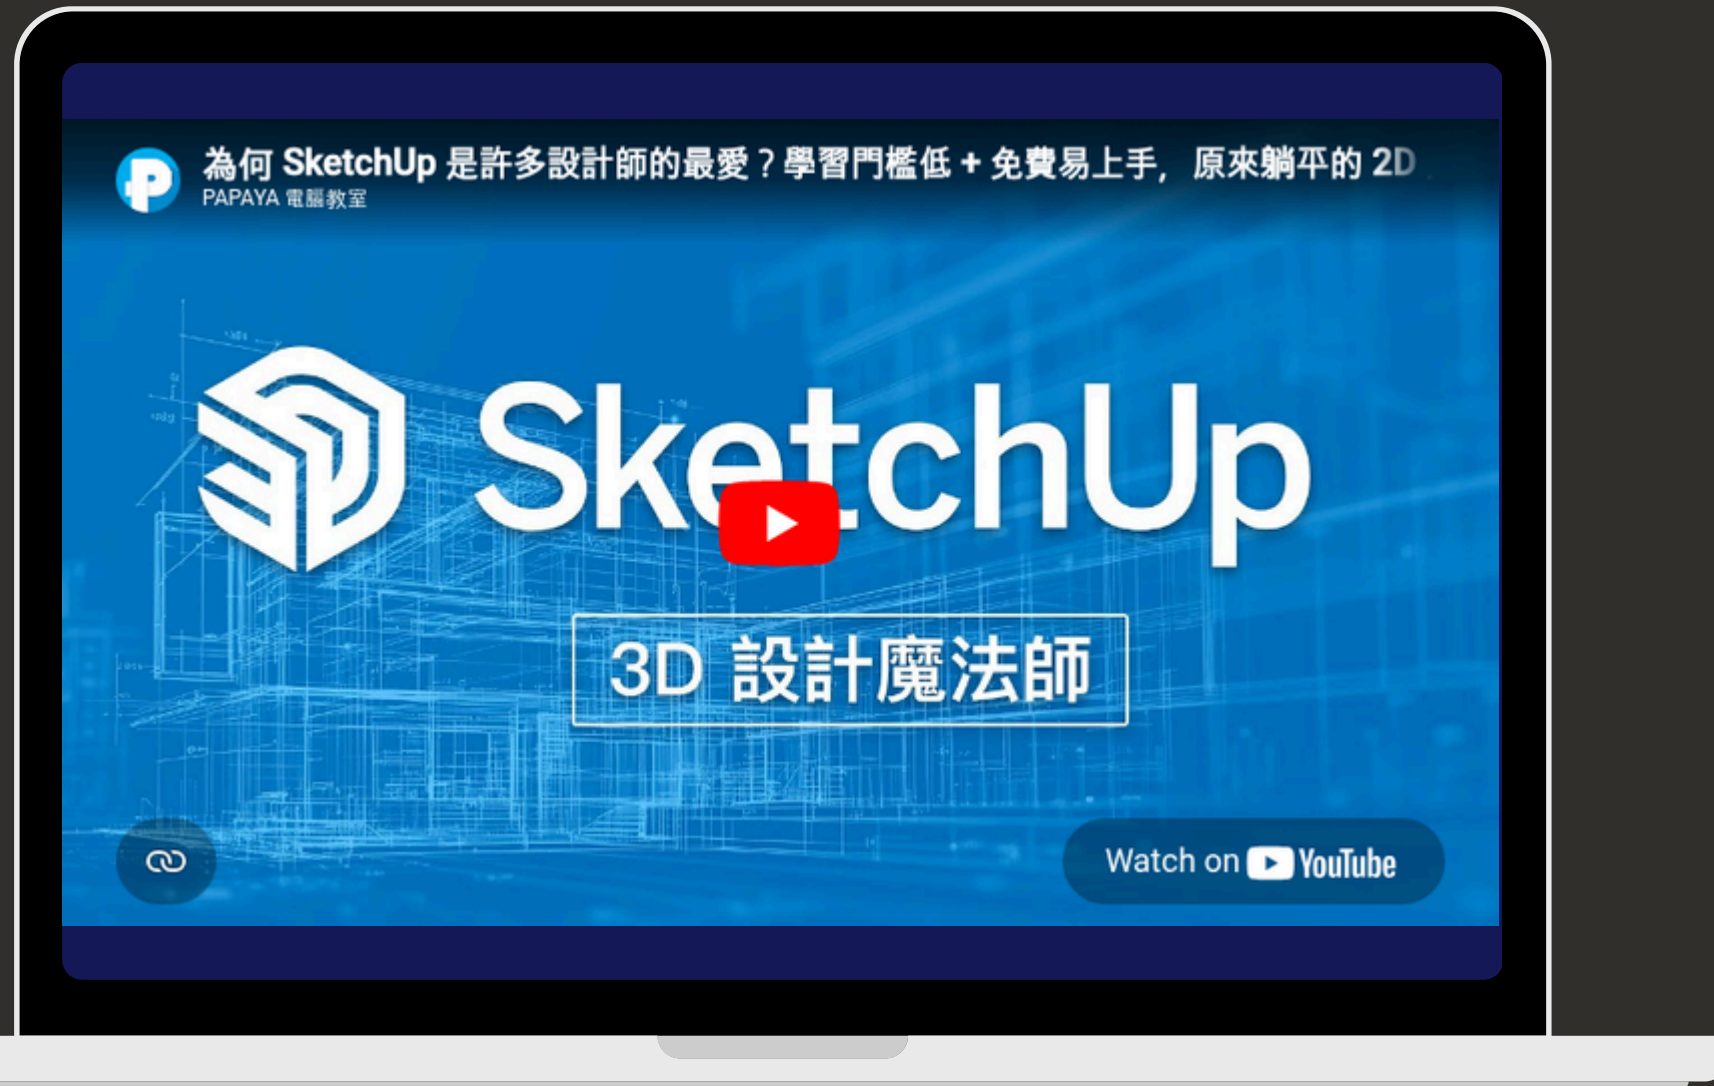 為何 SketchUp 是許多設計師的最愛？學習門檻低 + 免費易上手，原來躺平的 2D
PAPAYA 電腦教室
SketchUp
3D 設計魔法師
Watch on YouTube